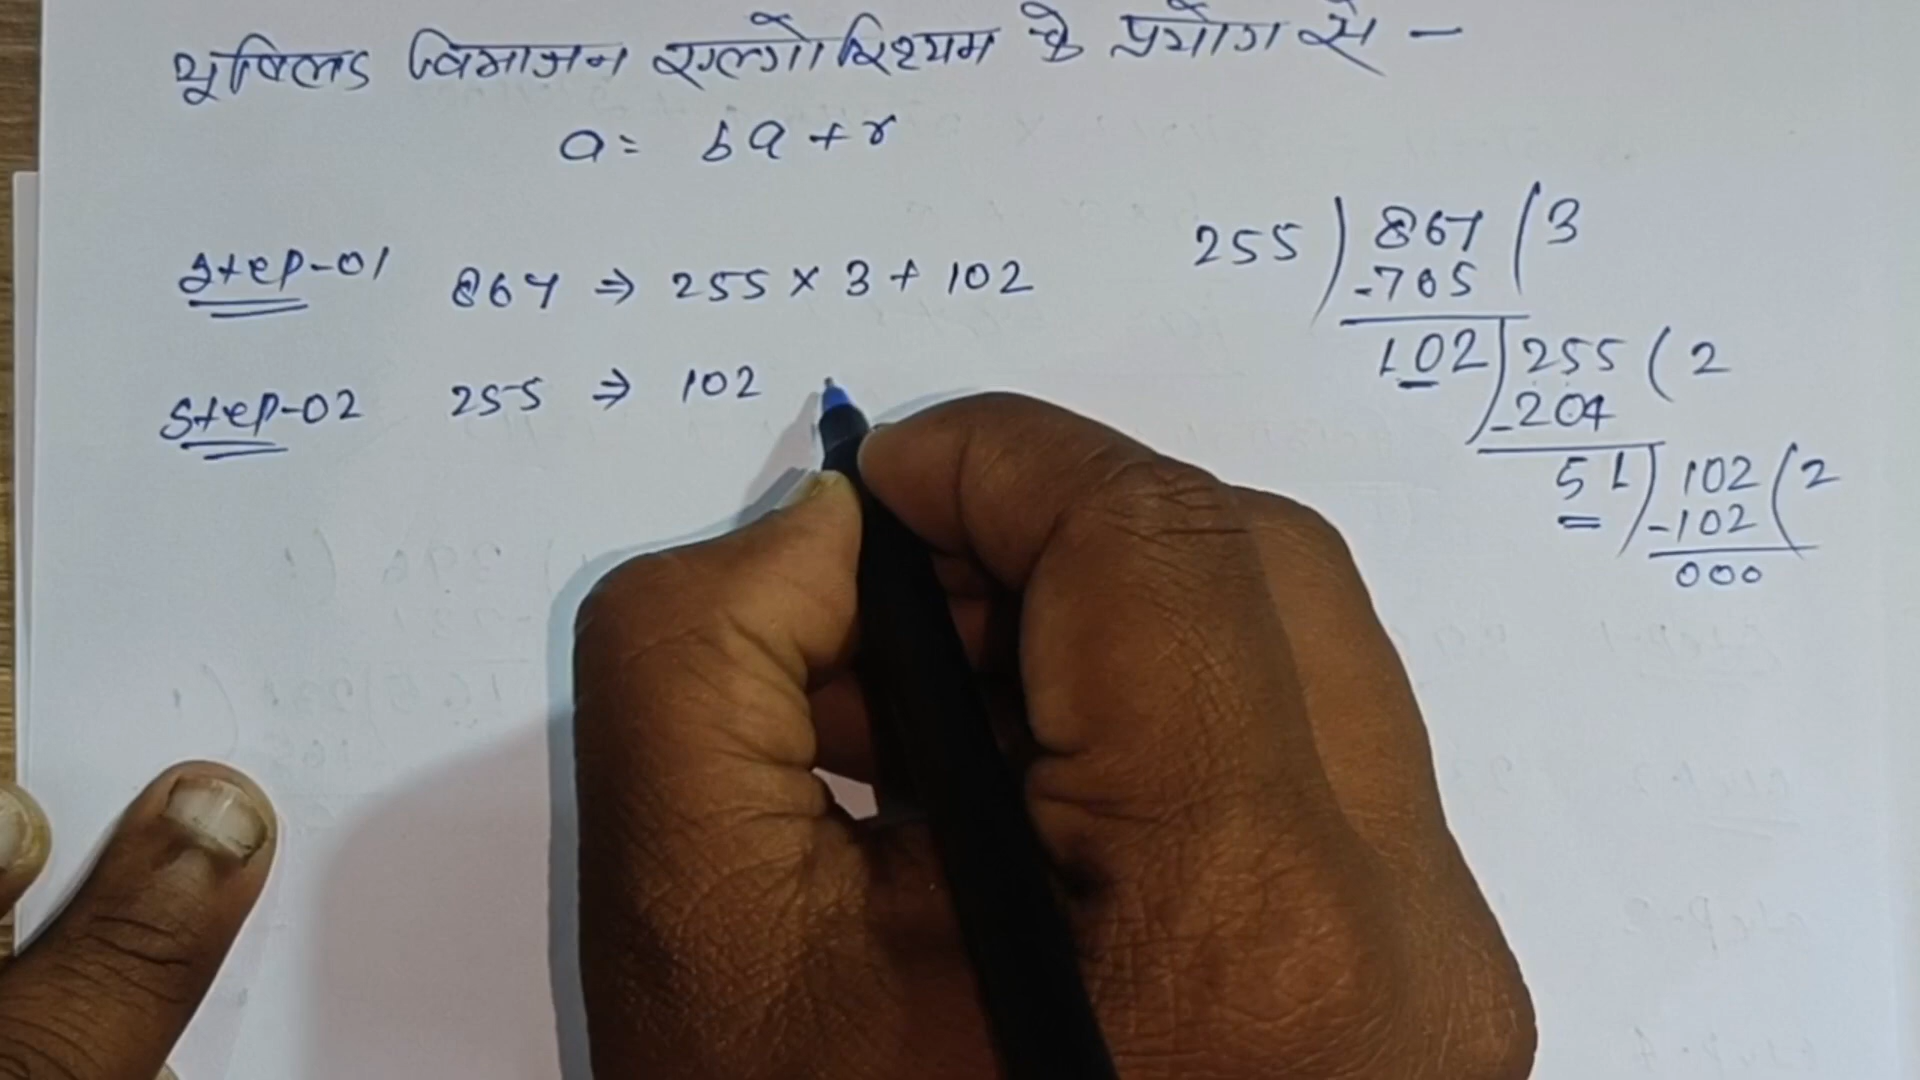 यूक्लिड विभाजन एल्गोरिथ्यम के प्रयोग से -
a = bq + r
Step-01 867 ⇒ 255 × 3 + 102
Step-02 255 ⇒ 102
255 ) 867 ( 3
-765
102 ) 255 ( 2
-204
51 ) 102 ( 2
-102
000